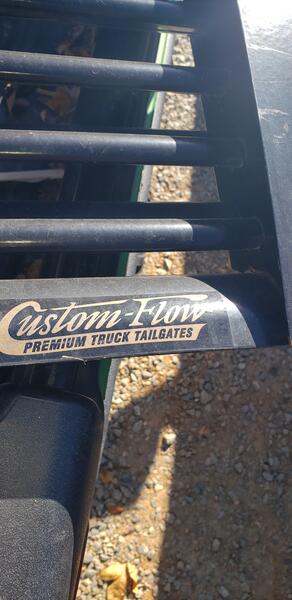 Custom-Flow
PREMIUM TRUCK TAILGATES